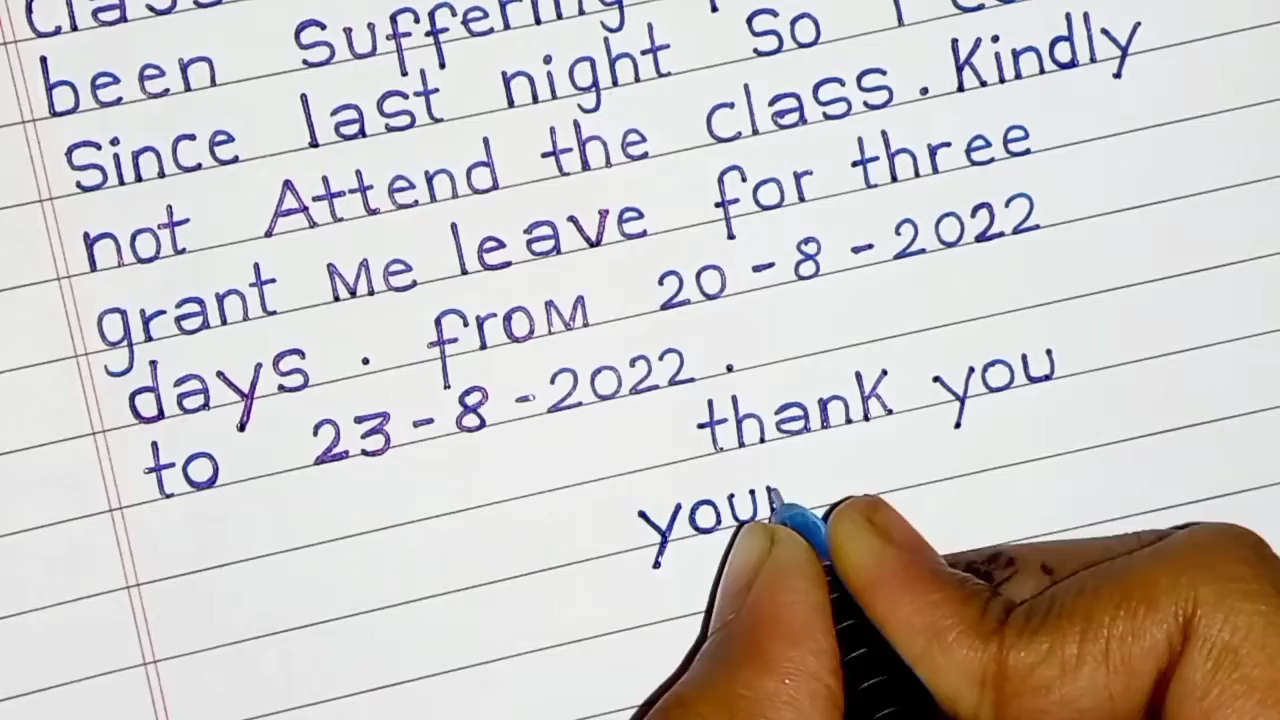 been Suffering
Since last night So I
not Attend the class. Kindly
grant Me leave for three
days. from 20-8-2022
to 23-8-2022.
thank you
you